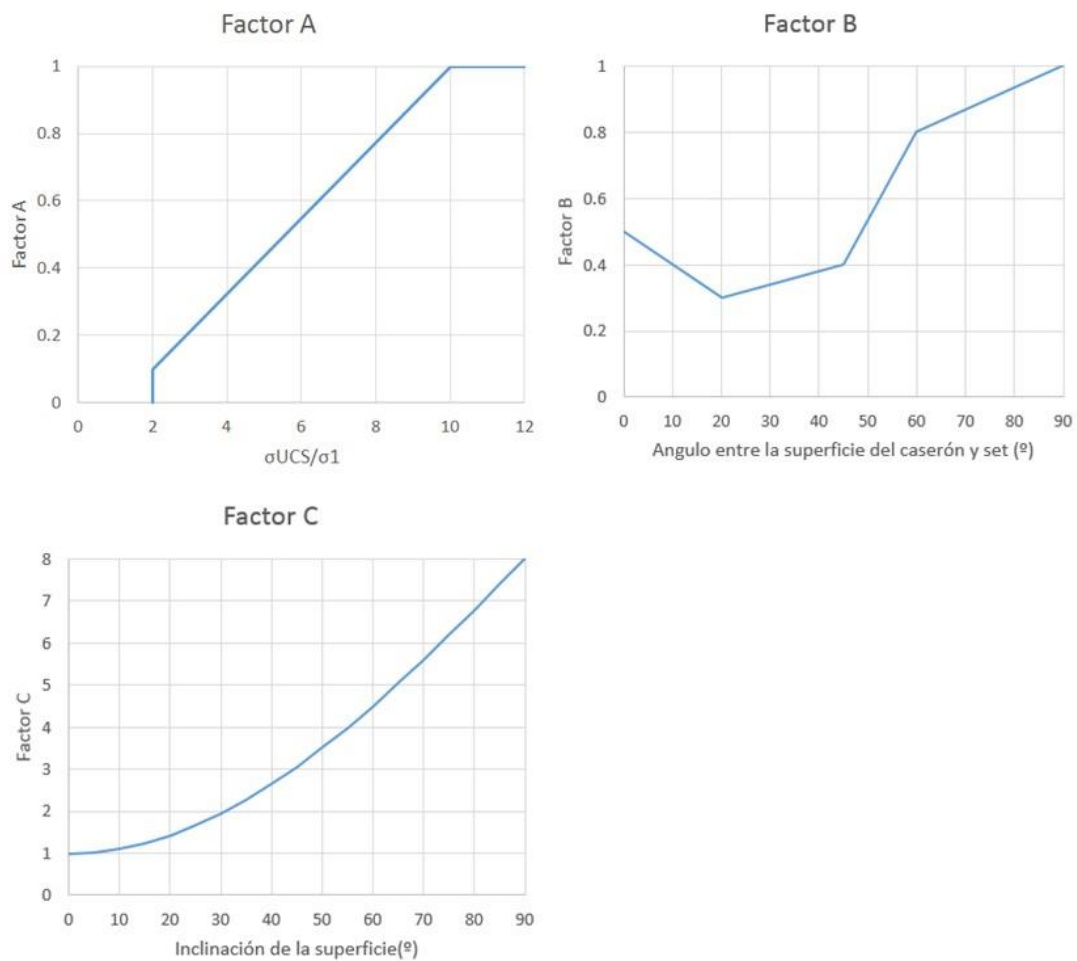 Factor A
1
0.8
0.6
0.4
0.2
0
Factor A
0 2 4 6 8 10 12
σUCS/σ1
Factor B
1
0.8
0.6
0.4
0.2
0
Factor B
0 10 20 30 40 50 60 70 80 90
Angulo entre la superficie del caserón y set (º)
Factor C
8
7
6
5
4
3
2
1
0
Factor C
0 10 20 30 40 50 60 70 80 90
Inclinación de la superficie(º)